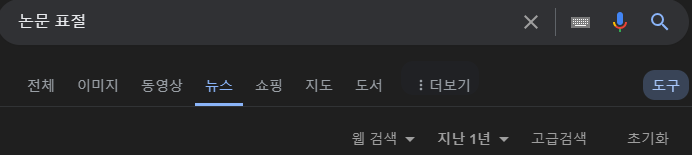 논문 표절
전체 이미지 동영상 뉴스 쇼핑 지도 도서 더보기 도구
웹 검색 지난 1년 고급검색 초기화